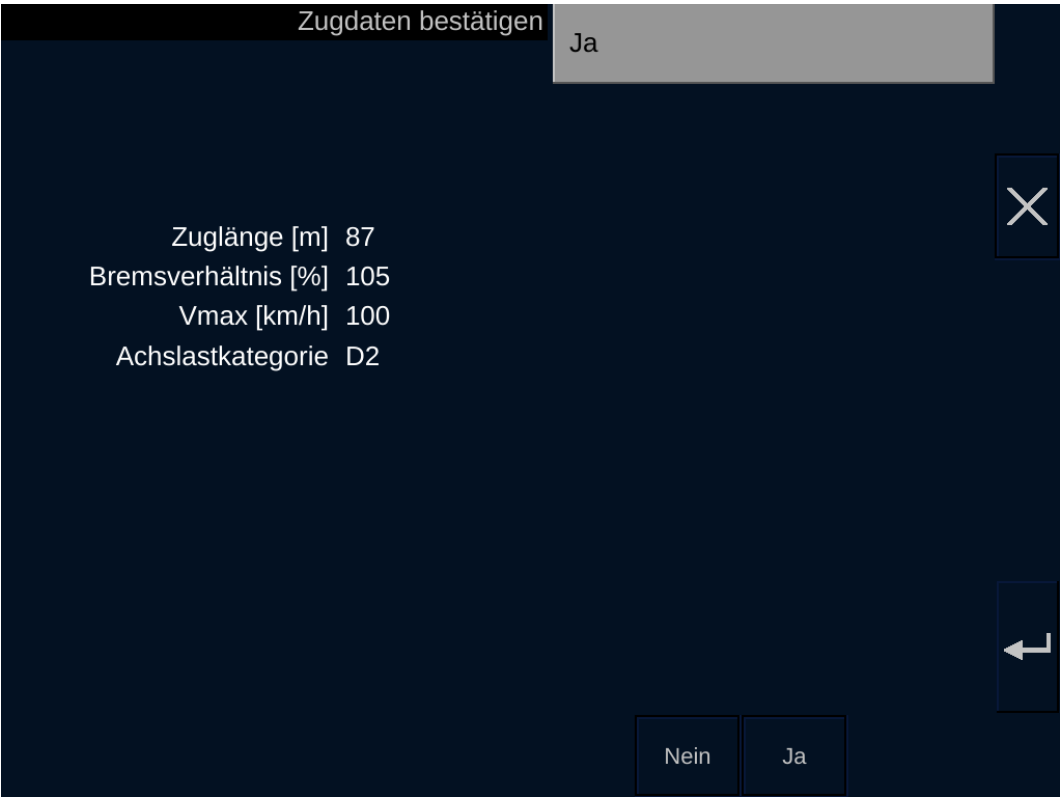 Zugdaten bestätigen
Ja
Zuglänge [m] 87
Bremsverhältnis [%] 105
Vmax [km/h] 100
Achslastkategorie D2
Nein Ja